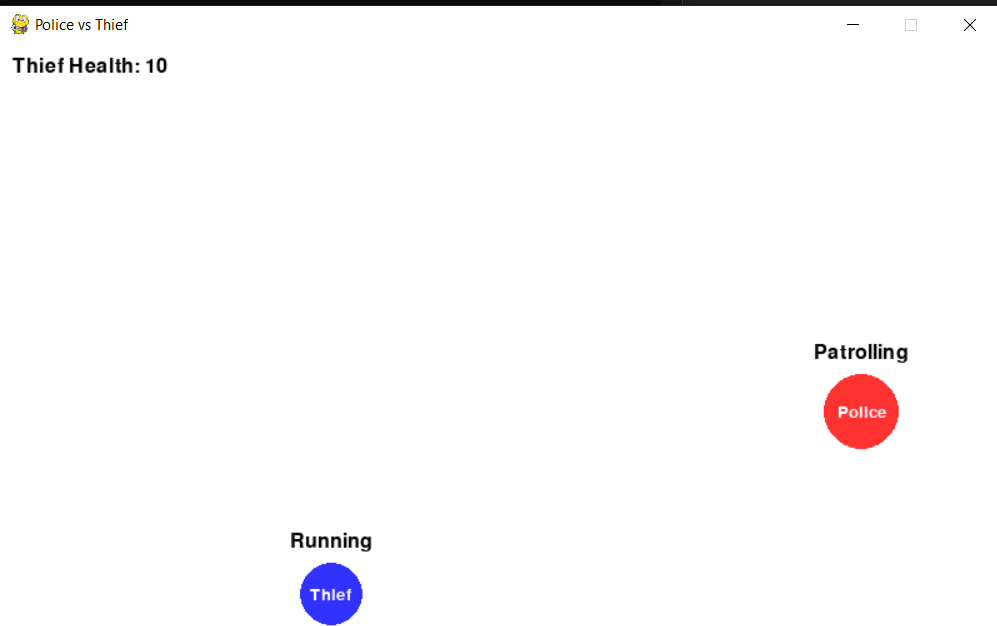 Police vs Thief
Thief Health: 10
Patrolling
Police
Running
Thief